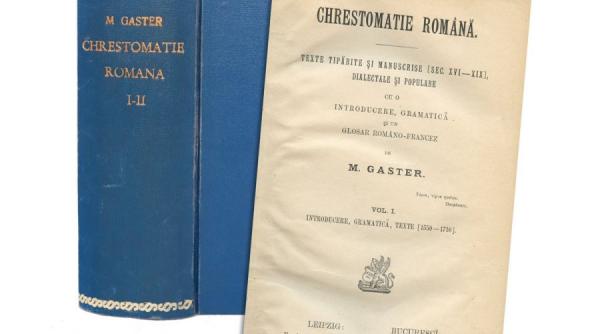 M GASTER
CHRESTOMATIE
ROMANA
I-II
CHRESTOMATIE ROMÂNĂ.
TEXTE TIPĂRITE ȘI MANUSCRISE [SEC. XVI—XIX],
DIALECTALE ȘI POPULARE
CU O
INTRODUCERE, GRAMATICĂ
ȘI UN
GLOSAR ROMÂNO-FRANCEZ
DE
M. GASTER.
VOL. I.
INTRODUCERE, GRAMATICĂ, TEXTE [1550—1710].
LEIPZIG: BUCURESCI.